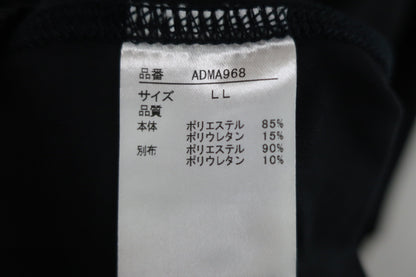 品番 ADMA968
サイズ LL
品質
本体 ポリエステル 85%
ポリウレタン 15%
別布 ポリエステル 90%
ポリウレタン 10%